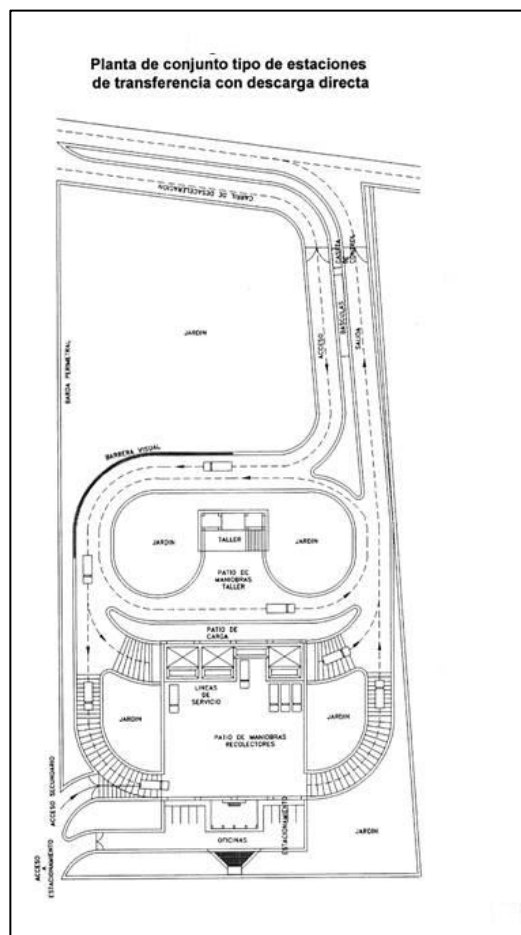 Planta de conjunto tipo de estaciones
de transferencia con descarga directa
CARRIL DE DESACELERACION
CASETA
DE
CONTROL
BASCULAS
ACCESO
SALIDA
JARDIN
BARDA PERIMETRAL
BARRERA VISUAL
JARDIN
TALLER
JARDIN
PATIO DE
MANIOBRAS
TALLER
PATIO DE
CARGA
LINEAS
DE
SERVICIO
JARDIN
JARDIN
PATIO DE MANIOBRAS
RECOLECTORES
ACCESO SECUNDARIO
ESTACIONAMIENTO
OFICINAS
JARDIN
ACCESO
A
ESTACIONAMIENTO